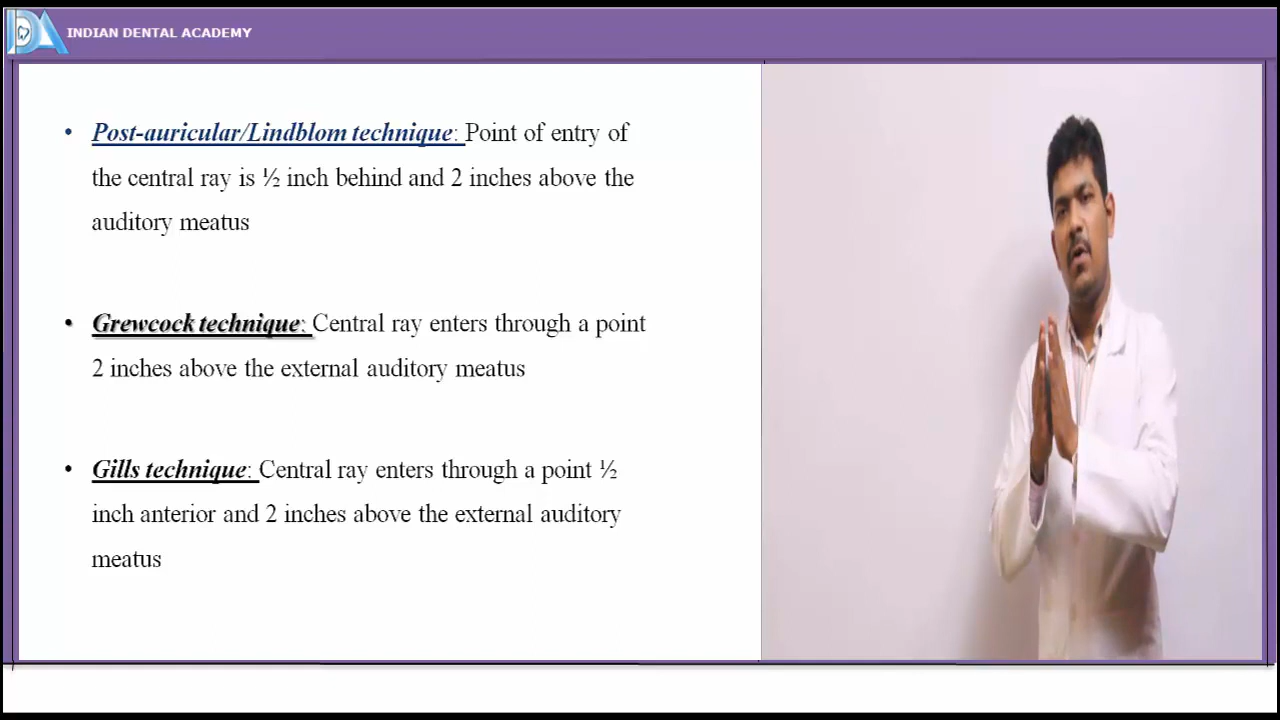 INDIAN DENTAL ACADEMY
• Post-auricular/Lindblom technique: Point of entry of
the central ray is ½ inch behind and 2 inches above the
auditory meatus
• Grewcock technique: Central ray enters through a point
2 inches above the external auditory meatus
• Gills technique: Central ray enters through a point ½
inch anterior and 2 inches above the external auditory
meatus